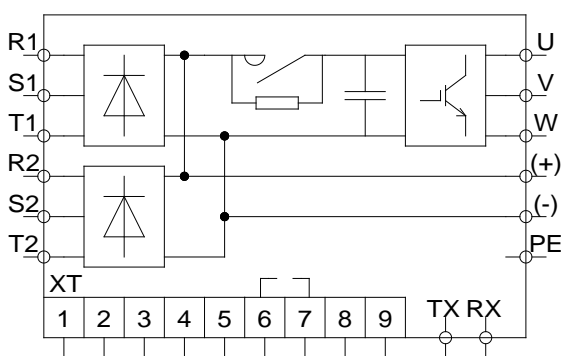 R1
U
S1
V
T1
W
R2
(+)
S2
(-)
T2
PE
XT
TX RX
1 2 3 4 5 6 7 8 9